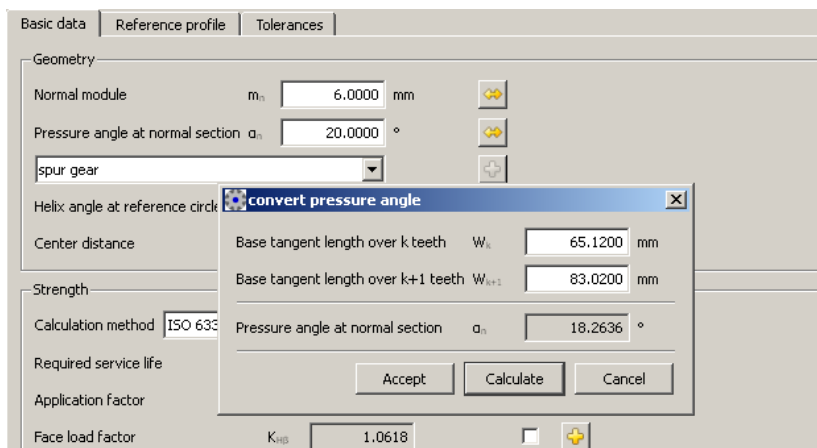 Basic data Reference profile Tolerances
Geometry
Normal module mn 6.0000 mm
Pressure angle at normal section αn 20.0000 °
spur gear
Helix angle at reference circle
convert pressure angle
Center distance
Base tangent length over k teeth Wk 65.1200 mm
Base tangent length over k+1 teeth Wk+1 83.0200 mm
Strength
Calculation method ISO 633
Pressure angle at normal section αn 18.2636 °
Required service life
Accept Calculate Cancel
Application factor
Face load factor KHβ 1.0618